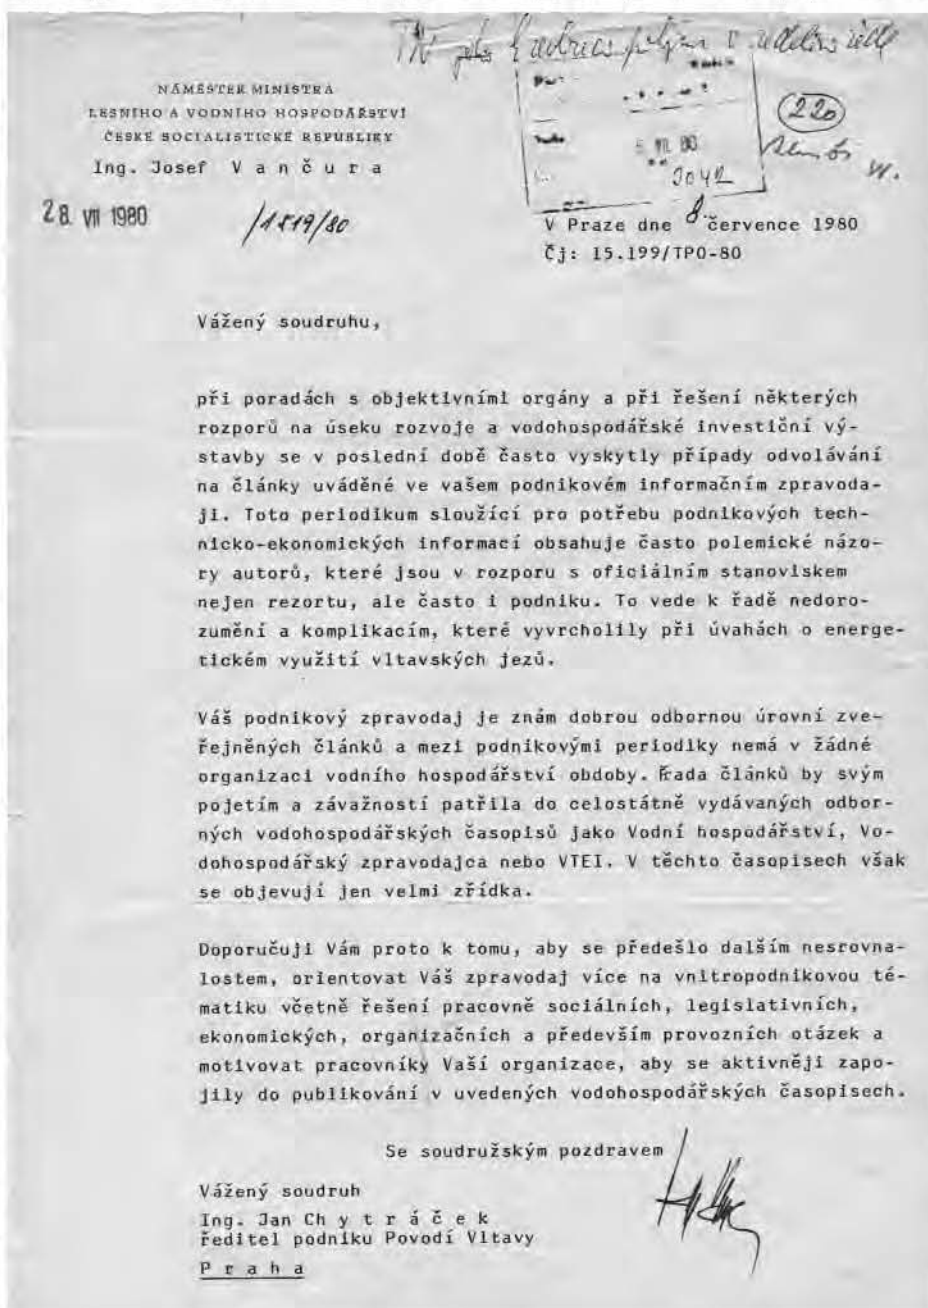 NÁMĚSTEK MINISTRA
LESNÍHO A VODNÍHO HOSPODÁŘSTVÍ
ČESKÉ SOCIALISTICKÉ REPUBLIKY
Ing. Josef V a n č u r a
220
3042
28. VII 1980
/1819/80
V Praze dne 8. července 1980
Čj: 15.199/TPO-80
Vážený soudruhu,
při poradách s objektivními orgány a při řešení některých
rozporů na úseku rozvoje a vodohospodářské investiční vý-
stavby se v poslední době často vyskytly případy odvolávání
na články uváděné ve vašem podnikovém informačním zpravoda-
ji. Toto periodikum sloužící pro potřebu podnikových tech-
nicko-ekonomických informací obsahuje často polemické názo-
ry autorů, které jsou v rozporu s oficiálním stanoviskem
nejen rezortu, ale často i podniku. To vede k řadě nedoro-
zumění a komplikacím, které vyvrcholily při úvahách o energe-
tickém využití vltavských jezů.
Váš podnikový zpravodaj je znám dobrou odbornou úrovní zve-
řejněných článků a mezi podnikovými periodiky nemá v žádné
organizaci vodního hospodářství obdoby. Řada článků by svým
pojetím a závažností patřila do celostátně vydávaných odbor-
ných vodohospodářských časopisů jako Vodní hospodářství, Vo-
dohospodářský zpravodajca nebo VTEI. V těchto časopisech však
se objevují jen velmi zřídka.
Doporučuji Vám proto k tomu, aby se předešlo dalším nesrovna-
lostem, orientovat Váš zpravodaj více na vnitropodnikovou té-
matiku včetně řešení pracovně sociálních, legislativních,
ekonomických, organizačních a především provozních otázek a
motivovat pracovníky Vaší organizace, aby se aktivněji zapo-
jily do publikování v uvedených vodohospodářských časopisech.
Se soudružským pozdravem
Vážený soudruh
Ing. Jan Ch y t r á č e k
ředitel podniku Povodí Vltavy
P r a h a